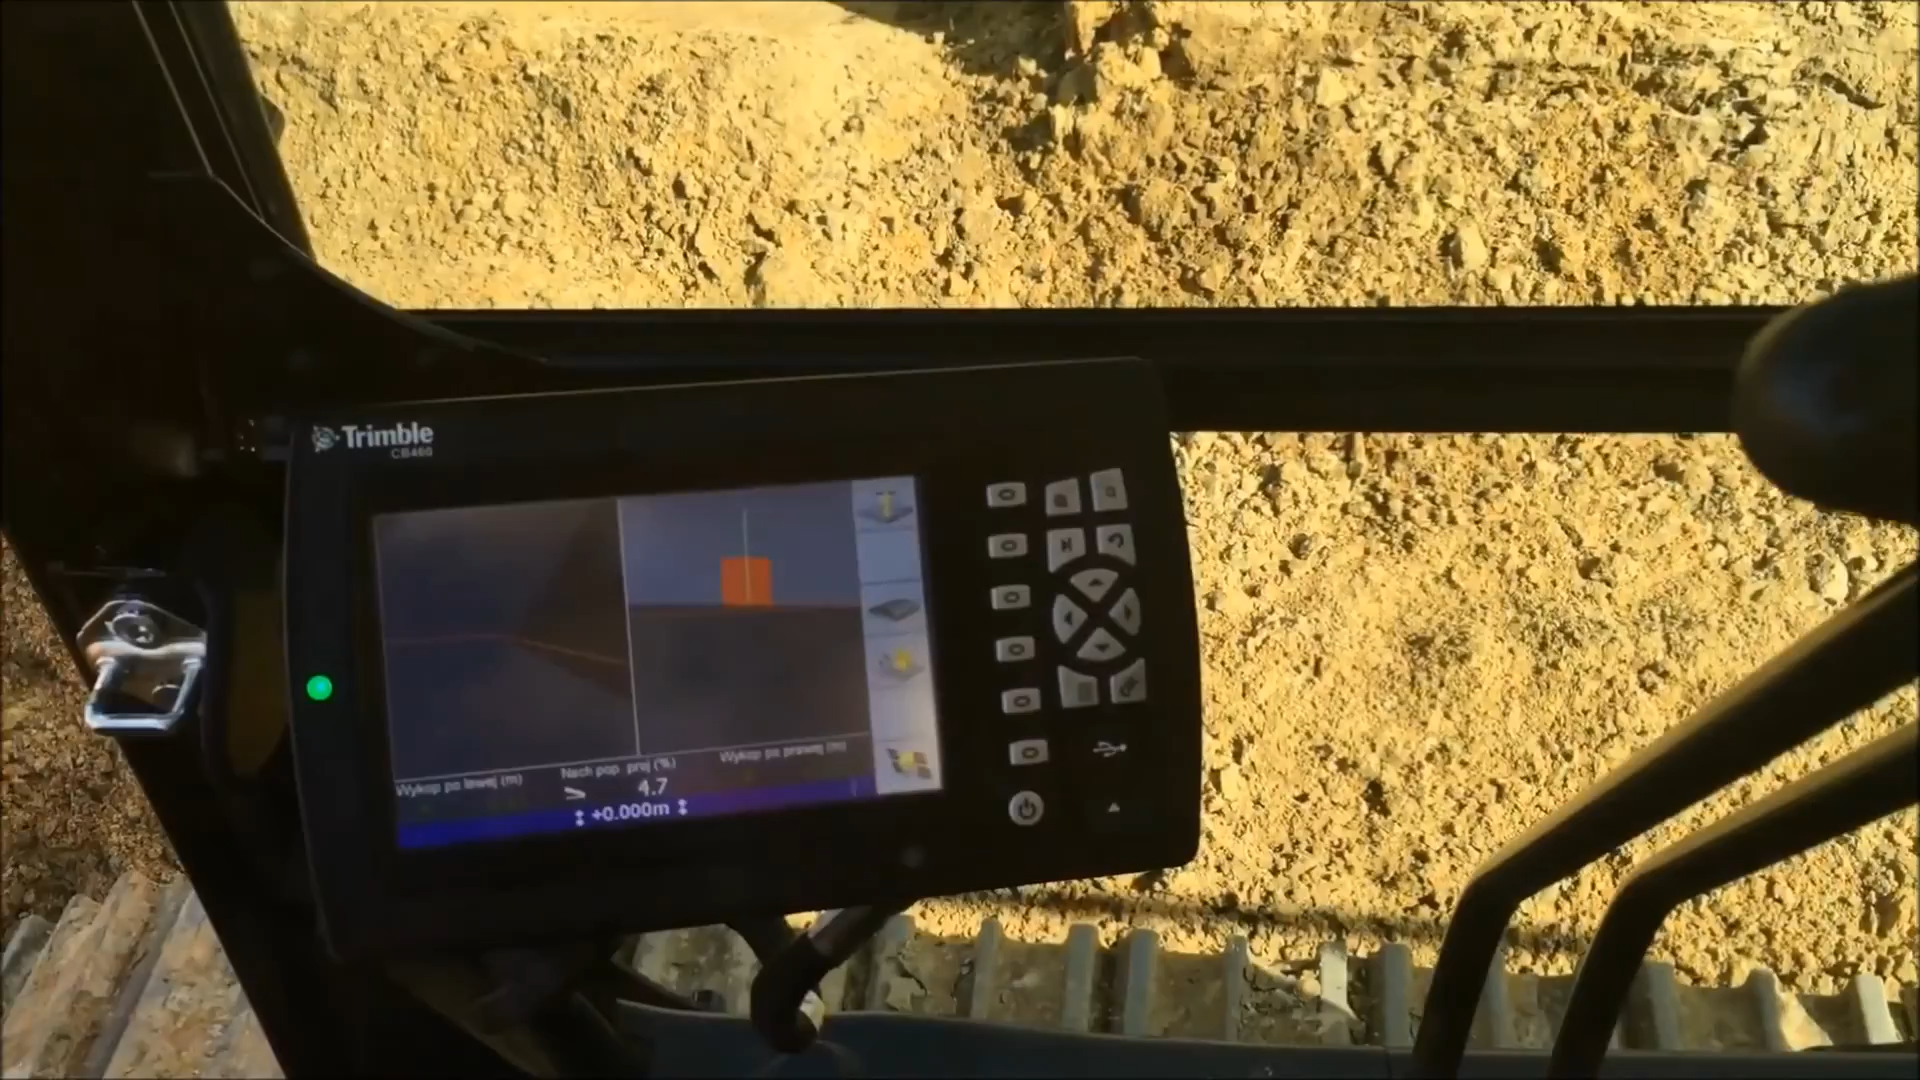 Trimble
CB460
Wykop po lewej (m)
Nach pop. proj (%)
Wykop po prawej (m)
4.7
+0.000m